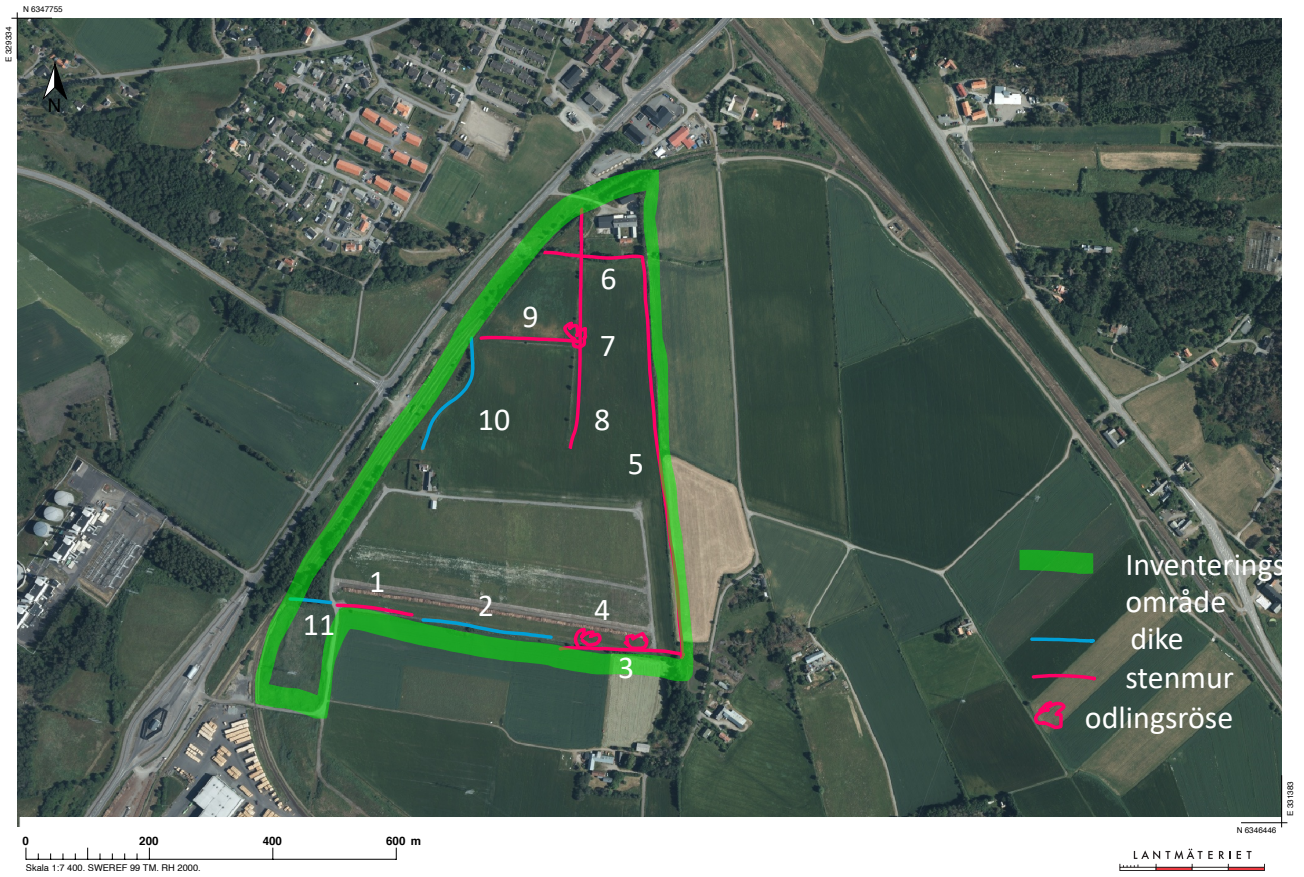 N 6347755
E 329334
N
6
9
7
10
8
5
1
2
4
11
3
Inventerings
område
dike
stenmur
odlingsröse
E 331383
N 6346446
0 200 400 600 m
Skala 1:7 400, SWEREF 99 TM, RH 2000.
LANTMÄTERIET